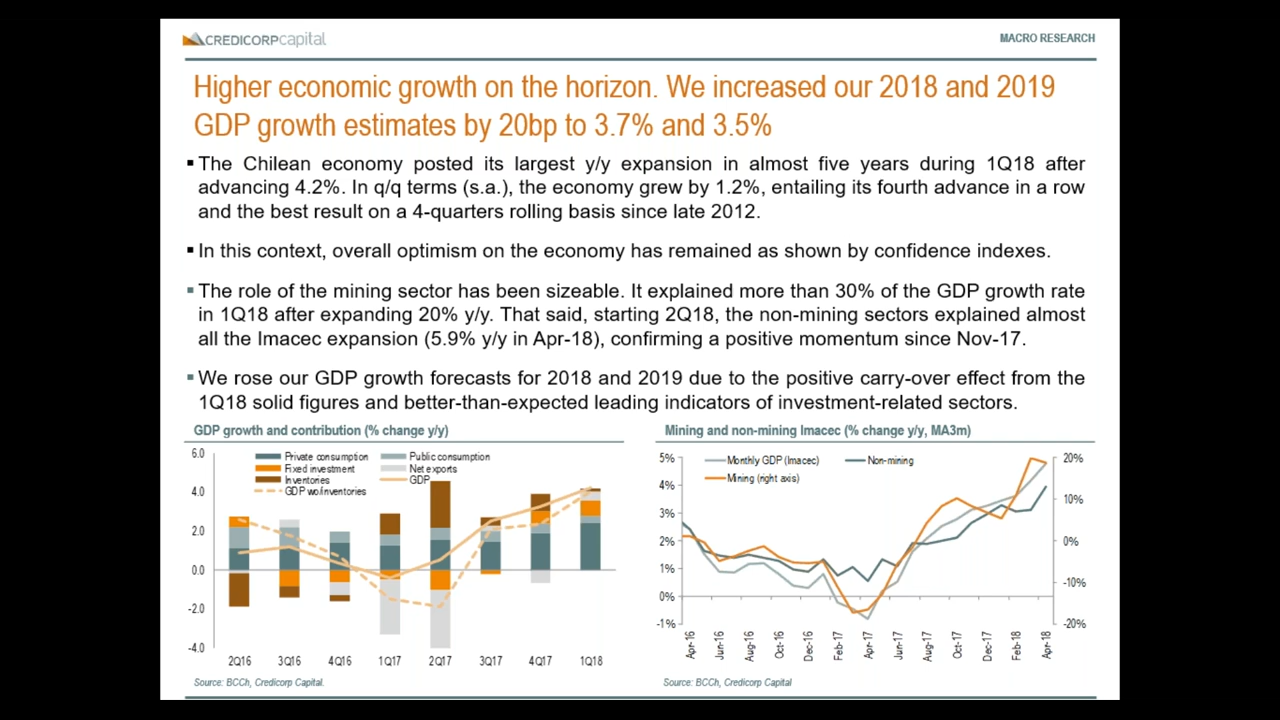 CREDICORPcapital
MACRO RESEARCH
Higher economic growth on the horizon. We increased our 2018 and 2019
GDP growth estimates by 20bp to 3.7% and 3.5%
▪ The Chilean economy posted its largest y/y expansion in almost five years during 1Q18 after
advancing 4.2%. In q/q terms (s.a.), the economy grew by 1.2%, entailing its fourth advance in a row
and the best result on a 4-quarters rolling basis since late 2012.
▪ In this context, overall optimism on the economy has remained as shown by confidence indexes.
▪ The role of the mining sector has been sizeable. It explained more than 30% of the GDP growth rate
in 1Q18 after expanding 20% y/y. That said, starting 2Q18, the non-mining sectors explained almost
all the Imacec expansion (5.9% y/y in Apr-18), confirming a positive momentum since Nov-17.
▪ We rose our GDP growth forecasts for 2018 and 2019 due to the positive carry-over effect from the
1Q18 solid figures and better-than-expected leading indicators of investment-related sectors.
GDP growth and contribution (% change y/y)
Private consumption Public consumption
Fixed investment Net exports
Inventories GDP
GDP wo/inventories
6.0
4.0
2.0
0.0
-2.0
-4.0
2Q16 3Q16 4Q16 1Q17 2Q17 3Q17 4Q17 1Q18
Source: BCCh, Credicorp Capital.
Mining and non-mining Imacec (% change y/y, MA3m)
Monthly GDP (Imacec) Non-mining
Mining (right axis)
5%
4%
3%
2%
1%
0%
-1%
20%
10%
0%
-10%
-20%
Apr-16 Jun-16 Aug-16 Oct-16 Dec-16 Feb-17 Apr-17 Jun-17 Aug-17 Oct-17 Dec-17 Feb-18 Apr-18
Source: BCCh, Credicorp Capital